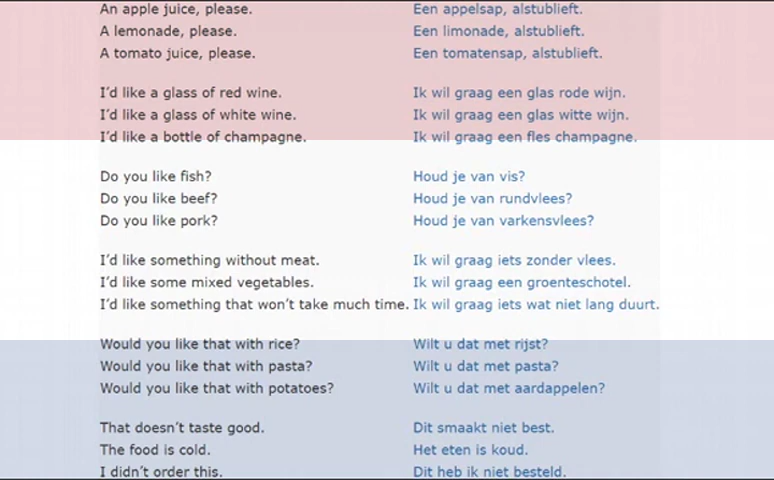 An apple juice, please. Een appelsap, alstublieft.
A lemonade, please. Een limonade, alstublieft.
A tomato juice, please. Een tomatensap, alstublieft.
I'd like a glass of red wine. Ik wil graag een glas rode wijn.
I'd like a glass of white wine. Ik wil graag een glas witte wijn.
I'd like a bottle of champagne. Ik wil graag een fles champagne.
Do you like fish? Houd je van vis?
Do you like beef? Houd je van rundvlees?
Do you like pork? Houd je van varkensvlees?
I'd like something without meat. Ik wil graag iets zonder vlees.
I'd like some mixed vegetables. Ik wil graag een groenteschotel.
I'd like something that won't take much time. Ik wil graag iets wat niet lang duurt.
Would you like that with rice? Wilt u dat met rijst?
Would you like that with pasta? Wilt u dat met pasta?
Would you like that with potatoes? Wilt u dat met aardappelen?
That doesn't taste good. Dit smaakt niet best.
The food is cold. Het eten is koud.
I didn't order this. Dit heb ik niet besteld.